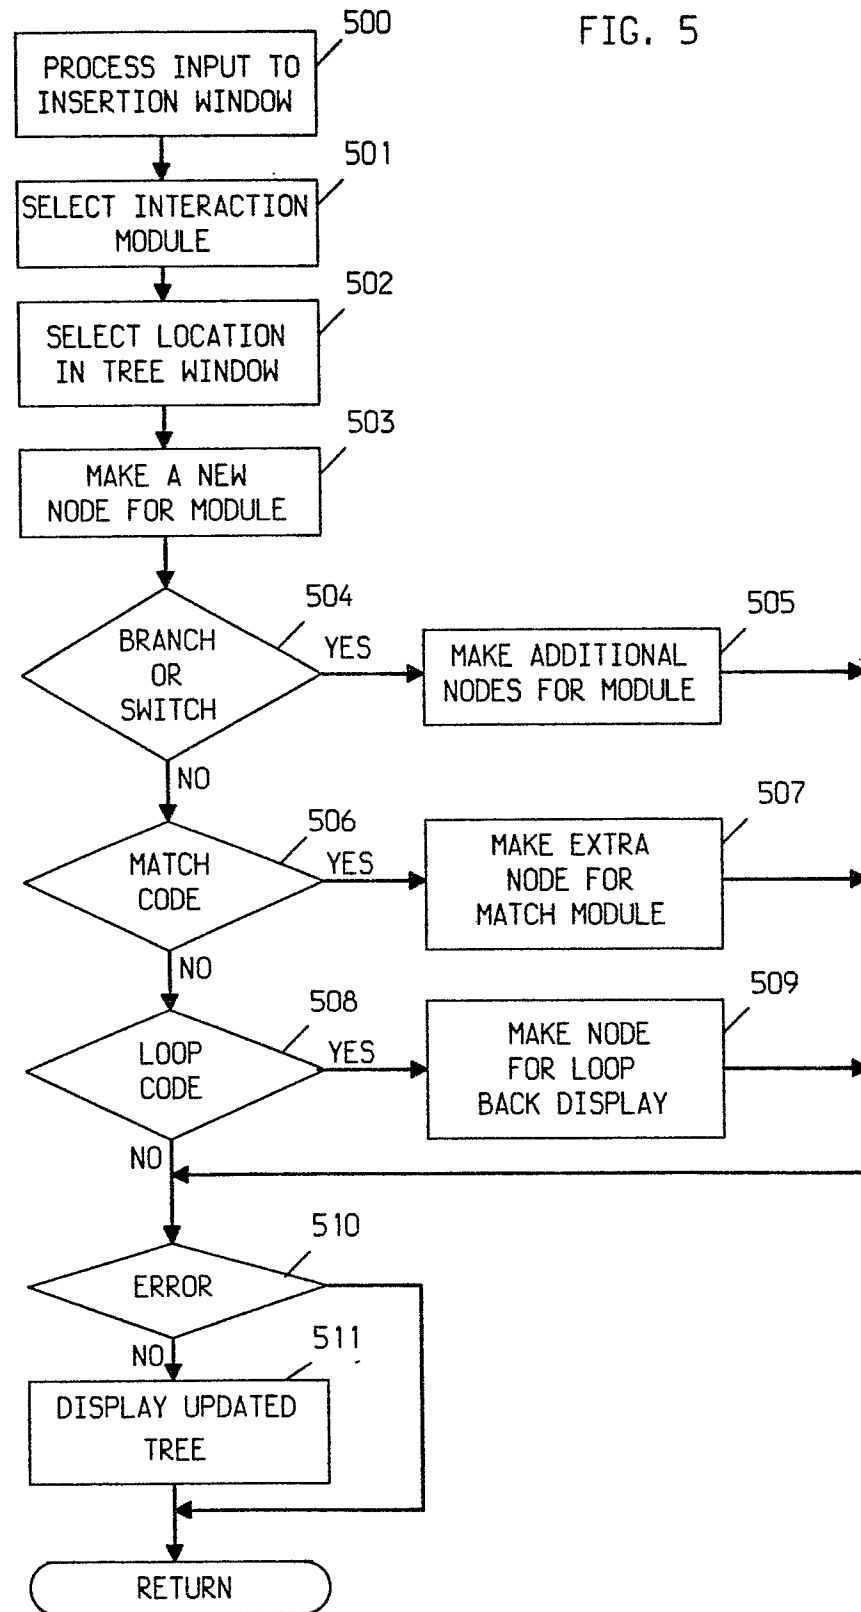 FIG. 5
500
PROCESS INPUT TO
INSERTION WINDOW
501
SELECT INTERACTION
MODULE
502
SELECT LOCATION
IN TREE WINDOW
503
MAKE A NEW
NODE FOR MODULE
504
BRANCH
OR
SWITCH
YES
505
MAKE ADDITIONAL
NODES FOR MODULE
NO
506
MATCH
CODE
YES
507
MAKE EXTRA
NODE FOR
MATCH MODULE
NO
508
LOOP
CODE
YES
509
MAKE NODE
FOR LOOP
BACK DISPLAY
NO
510
ERROR
NO
511
DISPLAY UPDATED
TREE
RETURN